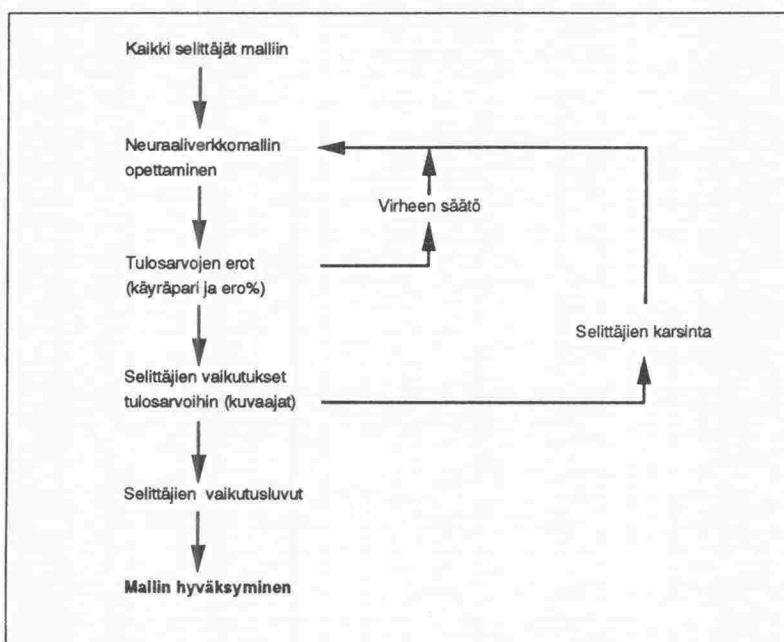 Kaikki selittäjät malliin
Neuraaliverkkomallin
opettaminen
Virheen säätö
Tulosarvojen erot
(käyräpari ja ero%)
Selittäjien karsinta
Selittäjien vaikutukset
tulosarvoihin (kuvaajat)
Selittäjien vaikutusluvut
Mallin hyväksyminen